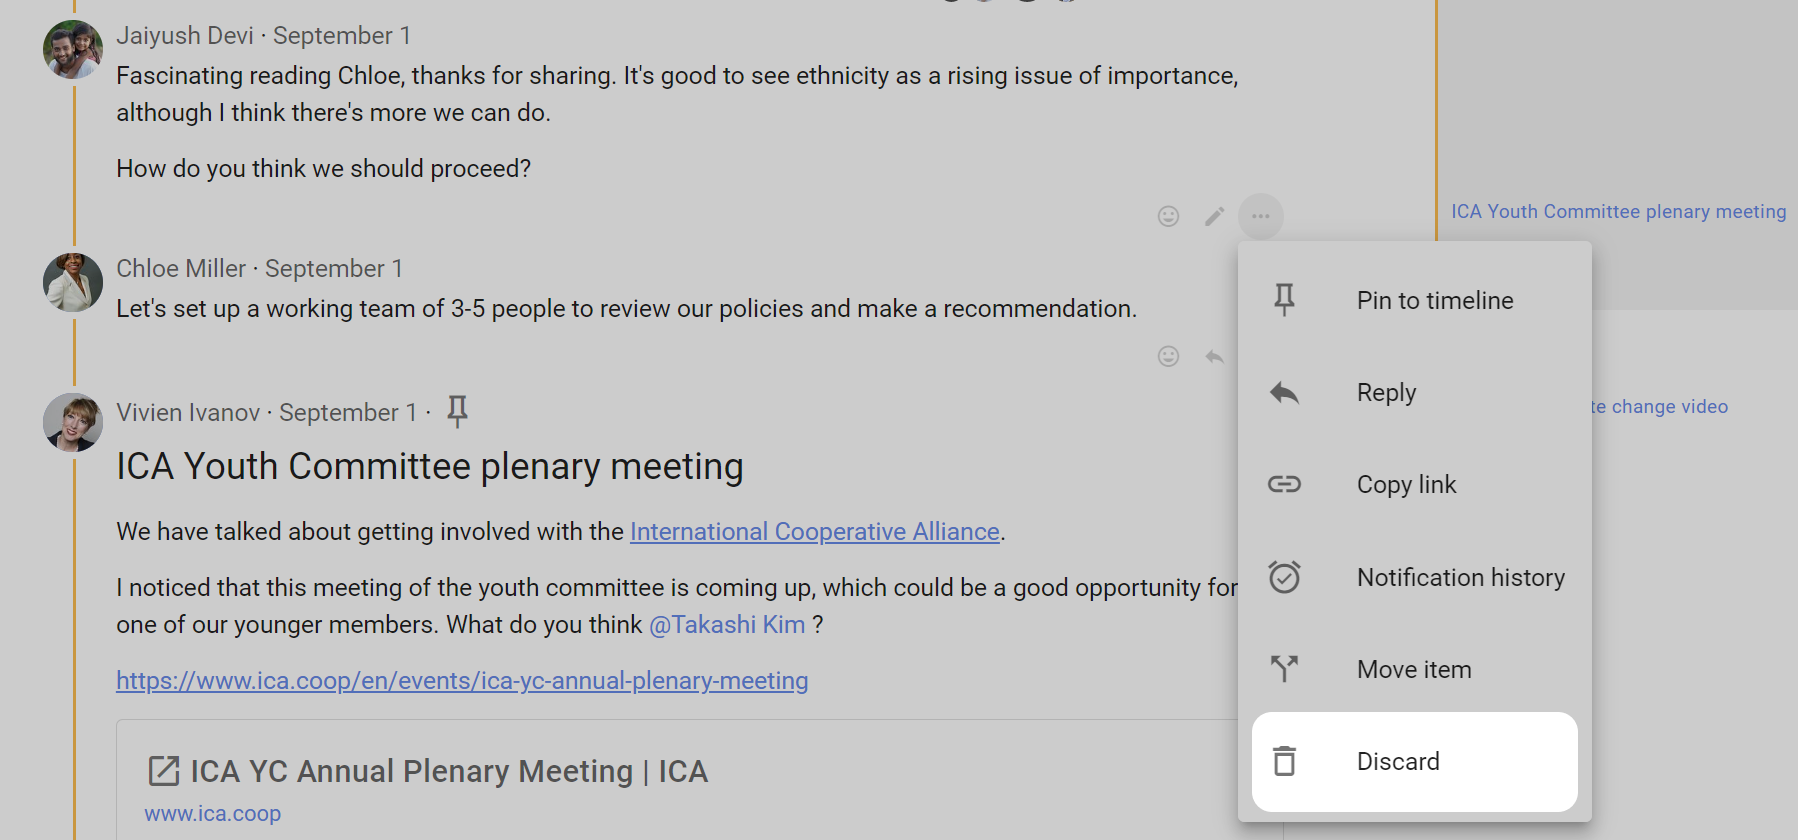 Jaiyush Devi · September 1
Fascinating reading Chloe, thanks for sharing. It's good to see ethnicity as a rising issue of importance,
although I think there's more we can do.
How do you think we should proceed?
ICA Youth Committee plenary meeting
Chloe Miller · September 1
Let's set up a working team of 3-5 people to review our policies and make a recommendation.
Pin to timeline
Reply
Copy link
Notification history
Move item
Discard
te change video
Vivien Ivanov · September 1 ·
ICA Youth Committee plenary meeting
We have talked about getting involved with the International Cooperative Alliance.
I noticed that this meeting of the youth committee is coming up, which could be a good opportunity for
one of our younger members. What do you think @Takashi Kim ?
https://www.ica.coop/en/events/ica-yc-annual-plenary-meeting
ICA YC Annual Plenary Meeting | ICA
www.ica.coop